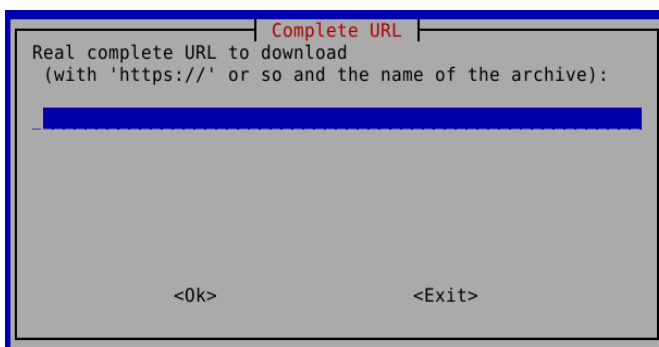 Complete URL
Real complete URL to download
(with 'https://' or so and the name of the archive):
<Ok> <Exit>